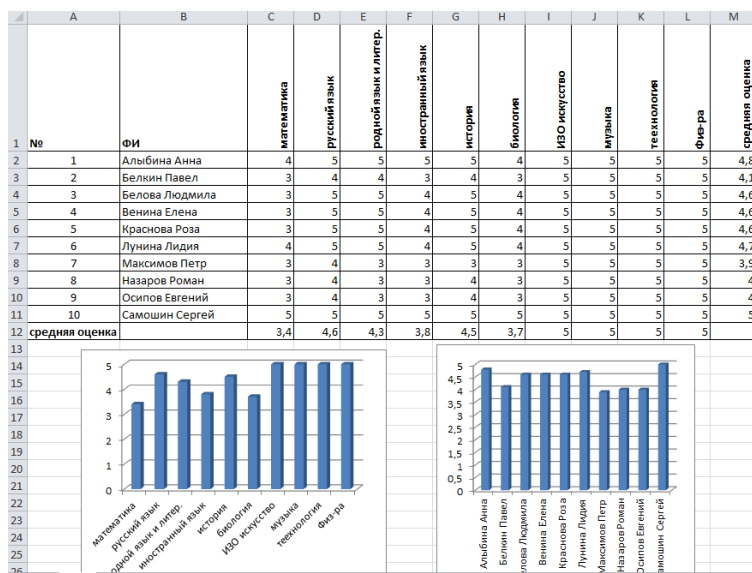 A B C D E F G H I J K L M
1 № ФИ математика русский язык родной язык и литер. иностранный язык история биология ИЗО искусство музыка теехнология Физ-ра средняя оценка
2 1 Алыбина Анна 4 5 5 5 5 4 5 5 5 5 4,8
3 2 Белкин Павел 3 4 4 3 4 3 5 5 5 5 4,1
4 3 Белова Людмила 3 5 5 4 5 4 5 5 5 5 4,6
5 4 Венина Елена 3 5 5 4 5 4 5 5 5 5 4,6
6 5 Краснова Роза 3 5 5 4 5 4 5 5 5 5 4,6
7 6 Лунина Лидия 4 5 5 4 5 4 5 5 5 5 4,7
8 7 Максимов Петр 3 4 3 3 3 3 5 5 5 5 3,9
9 8 Назаров Роман 3 4 3 3 4 3 5 5 5 5 4
10 9 Осипов Евгений 3 4 3 3 4 3 5 5 5 5 4
11 10 Самошин Сергей 5 5 5 5 5 5 5 5 5 5 5
12 средняя оценка 3,4 4,6 4,3 3,8 4,5 3,7 5 5 5 5
13
14
15
16
17
18
19
20
21
22
23
24
25
26
5
4
3
2
1
0
математика
русский язык
одной язык и литер.
иностранный язык
история
биология
ИЗО искусство
музыка
теехнология
Физ-ра
5
4,5
4
3,5
3
2,5
2
1,5
1
0,5
0
Алыбина Анна
Белкин Павел
елова Людмила
Венина Елена
Краснова Роза
Лунина Лидия
Максимов Петр
Назаров Роман
Осипов Евгений
амошин Сергей